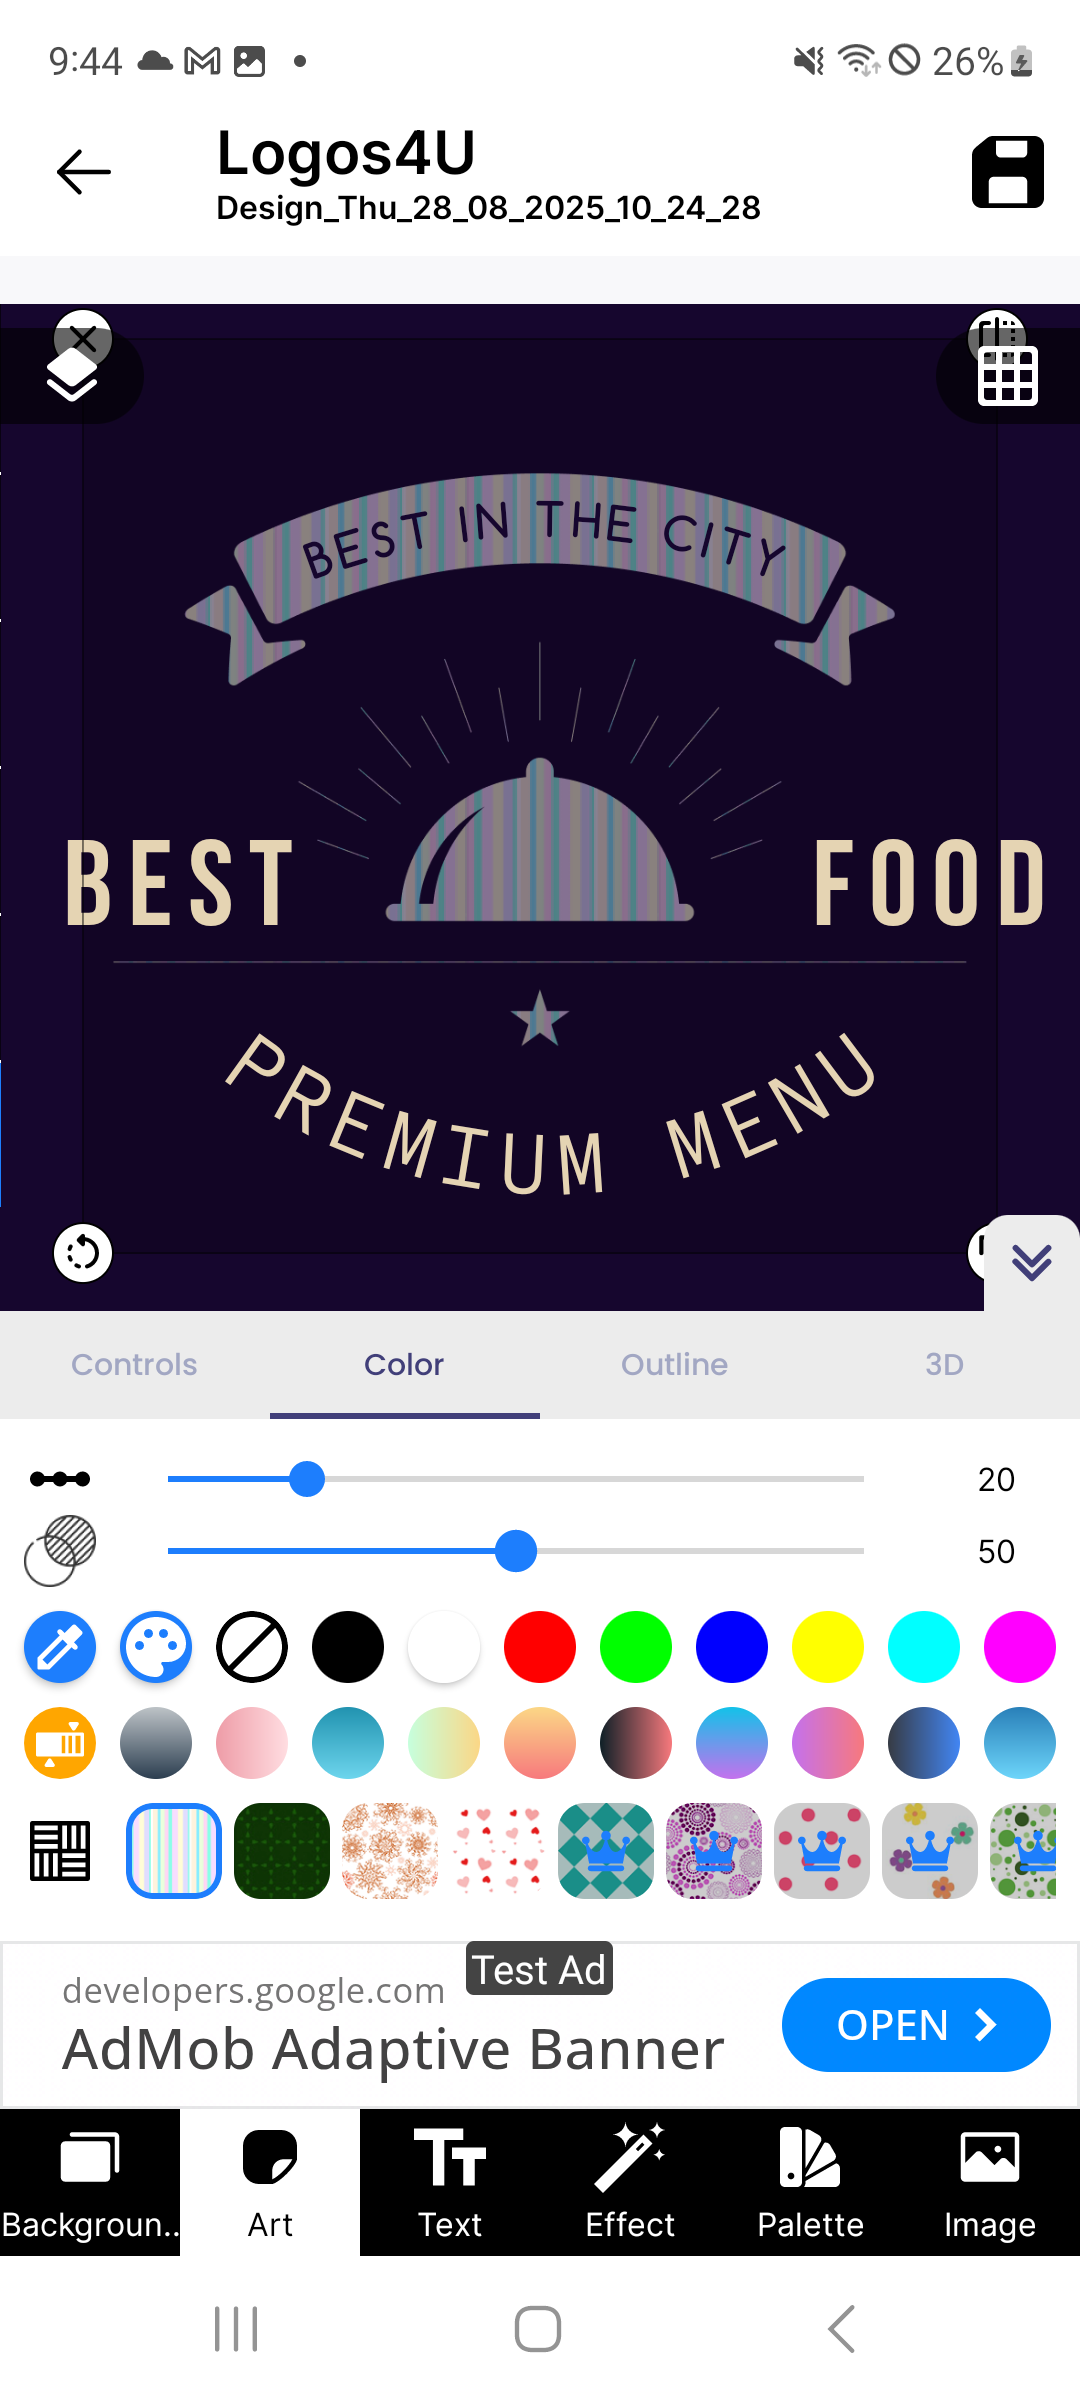 9:44
26%
Logos4U
Design_Thu_28_08_2025_10_24_28
BEST IN THE CITY
BEST FOOD
PREMIUM MENU
Controls Color Outline 3D
20
50
Test Ad
developers.google.com
AdMob Adaptive Banner
OPEN
Backgroun.. Art Text Effect Palette Image